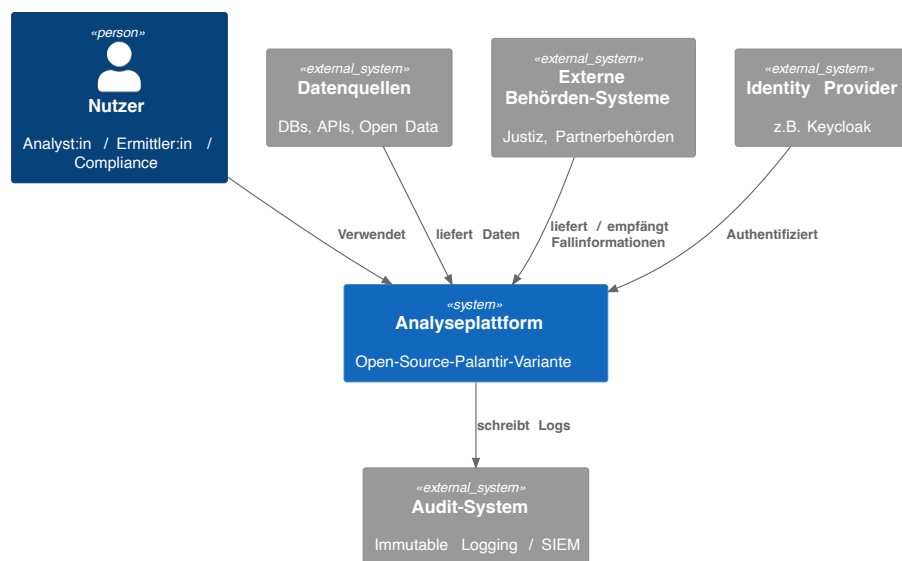 «person»
Nutzer
Analyst:in / Ermittler:in /
Compliance
«external_system»
Datenquellen
DBs, APIs, Open Data
«external_system»
Externe
Behörden-Systeme
Justiz, Partnerbehörden
«external_system»
Identity Provider
z.B. Keycloak
Verwendet
liefert Daten
liefert / empfängt
Fallinformationen
Authentifiziert
«system»
Analyseplattform
Open-Source-Palantir-Variante
schreibt Logs
«external_system»
Audit-System
Immutable Logging / SIEM